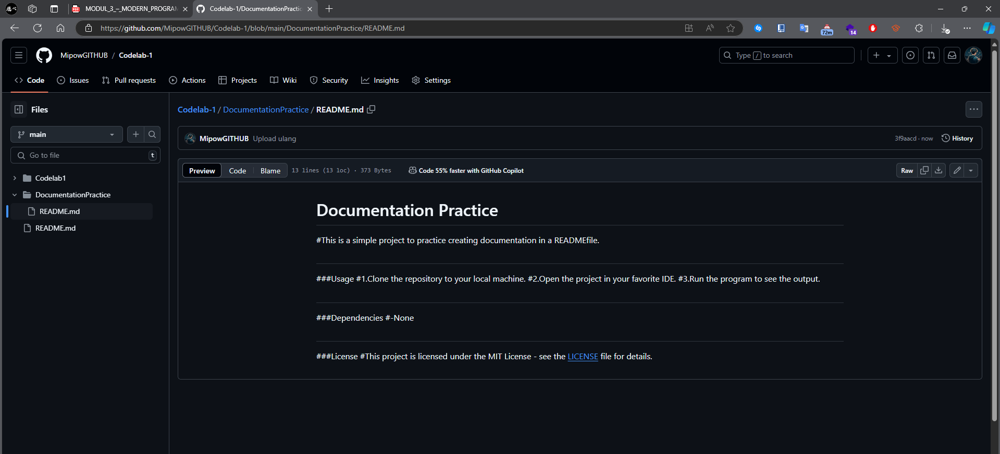 MODUL_3_–_MODERN_PROGRAM
Codelab-1/DocumentationPractic
https://github.com/MipowGITHUB/Codelab-1/blob/main/DocumentationPractice/README.md
72m
14
MipowGITHUB / Codelab-1
Type / to search
Code Issues Pull requests Actions Projects Wiki Security Insights Settings
Files
main
Go to file t
Codelab1
DocumentationPractice
README.md
README.md
Codelab-1 / DocumentationPractice / README.md
MipowGITHUB Upload ulang 3f9aacd · now History
Preview Code Blame 13 lines (13 loc) · 373 Bytes Code 55% faster with GitHub Copilot Raw
Documentation Practice
#This is a simple project to practice creating documentation in a READMEfile.
###Usage #1.Clone the repository to your local machine. #2.Open the project in your favorite IDE. #3.Run the program to see the output.
###Dependencies #-None
###License #This project is licensed under the MIT License - see the LICENSE file for details.